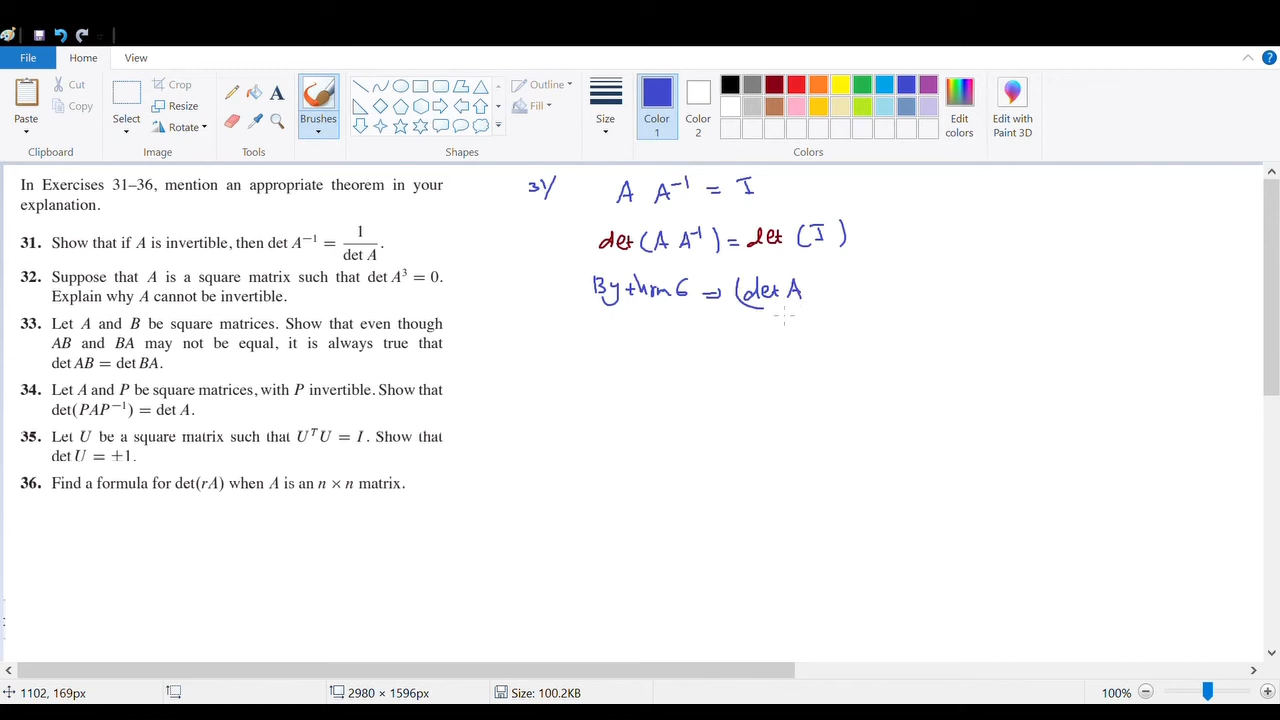 File
Home
View
Paste
Cut
Copy
Clipboard
Select
Crop
Resize
Rotate
Image
A
Tools
Brushes
Outline
Fill
Shapes
Size
Color 1
Color 2
Edit colors
Edit with Paint 3D
Colors
In Exercises 31–36, mention an appropriate theorem in your
explanation.
31. Show that if A is invertible, then det A⁻¹ = 1/det A.
32. Suppose that A is a square matrix such that det A³ = 0.
Explain why A cannot be invertible.
33. Let A and B be square matrices. Show that even though
AB and BA may not be equal, it is always true that
det AB = det BA.
34. Let A and P be square matrices, with P invertible. Show that
det(PAP⁻¹) = det A.
35. Let U be a square matrix such that UᵀU = I. Show that
det U = ±1.
36. Find a formula for det(rA) when A is an n × n matrix.
31/ A A⁻¹ = I
det (A A⁻¹) = det (I)
By thrm 6 ⇒ (det A
1102, 169px
2980 × 1596px
Size: 100.2KB
100%